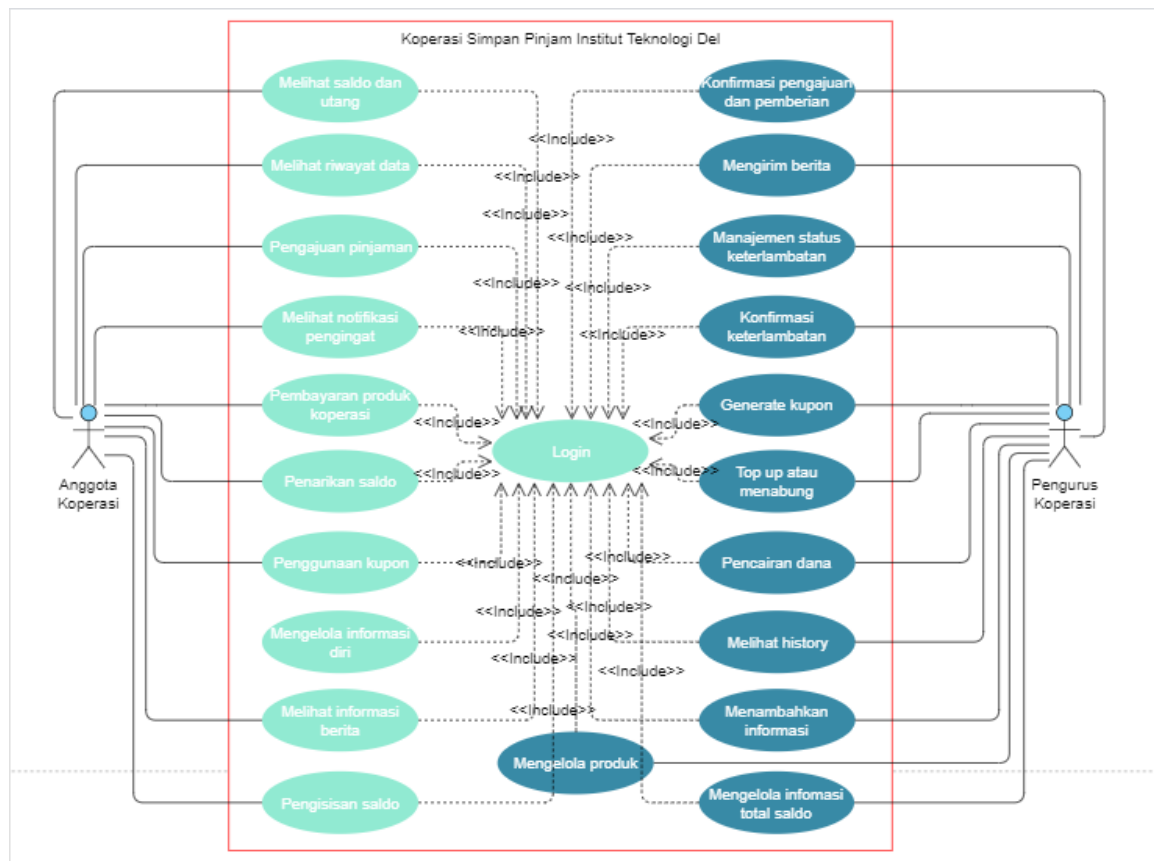 Koperasi Simpan Pinjam Institut Teknologi Del
Melihat saldo dan
utang
Konfirmasi pengajuan
dan pemberian
<<Include>>
Melihat riwayat data
<<Include>>
Mengirim berita
<<Include>>
Pengajuan pinjaman
<<Include>>
Manajemen status
keterlambatan
<<Include>>
<<Include>>
Melihat notifikasi
pengingat
<<Include>>
<<Include>>
Konfirmasi
keterlambatan
Pembayaran produk
koperasi
<<Include>>
Login
<<Include>>
Generate kupon
Penarikan saldo
<<Include>>
<<Include>>
Top up atau
menabung
Anggota
Koperasi
Pengurus
Koperasi
Penggunaan kupon
<<Include>>
<<Include>>
Pencairan dana
<<Include>>
<<Include>>
<<Include>>
Mengelola informasi
diri
<<Include>>
Melihat history
<<Include>>
<<Include>>
Melihat informasi
berita
<<Include>>
Menambahkan
informasi
Mengelola produk
Pengisisan saldo
Mengelola infomasi
total saldo